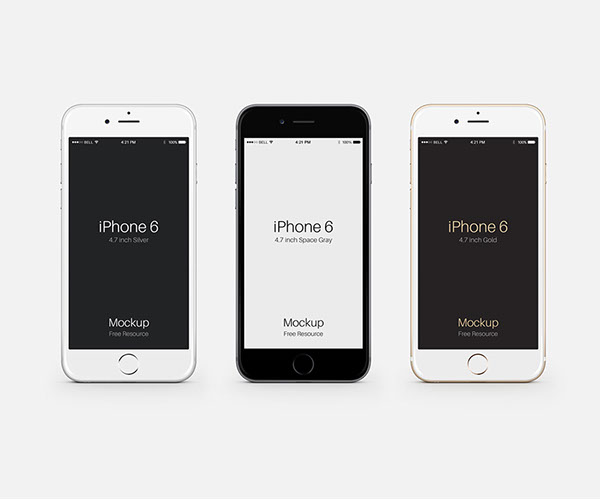 ●●●○○ BELL 4:21 PM 100%
iPhone 6
4.7 inch Silver
Mockup
Free Resource
●●●○○ BELL 4:21 PM 100%
iPhone 6
4.7 inch Space Gray
Mockup
Free Resource
●●●○○ BELL 4:21 PM 100%
iPhone 6
4.7 inch Gold
Mockup
Free Resource